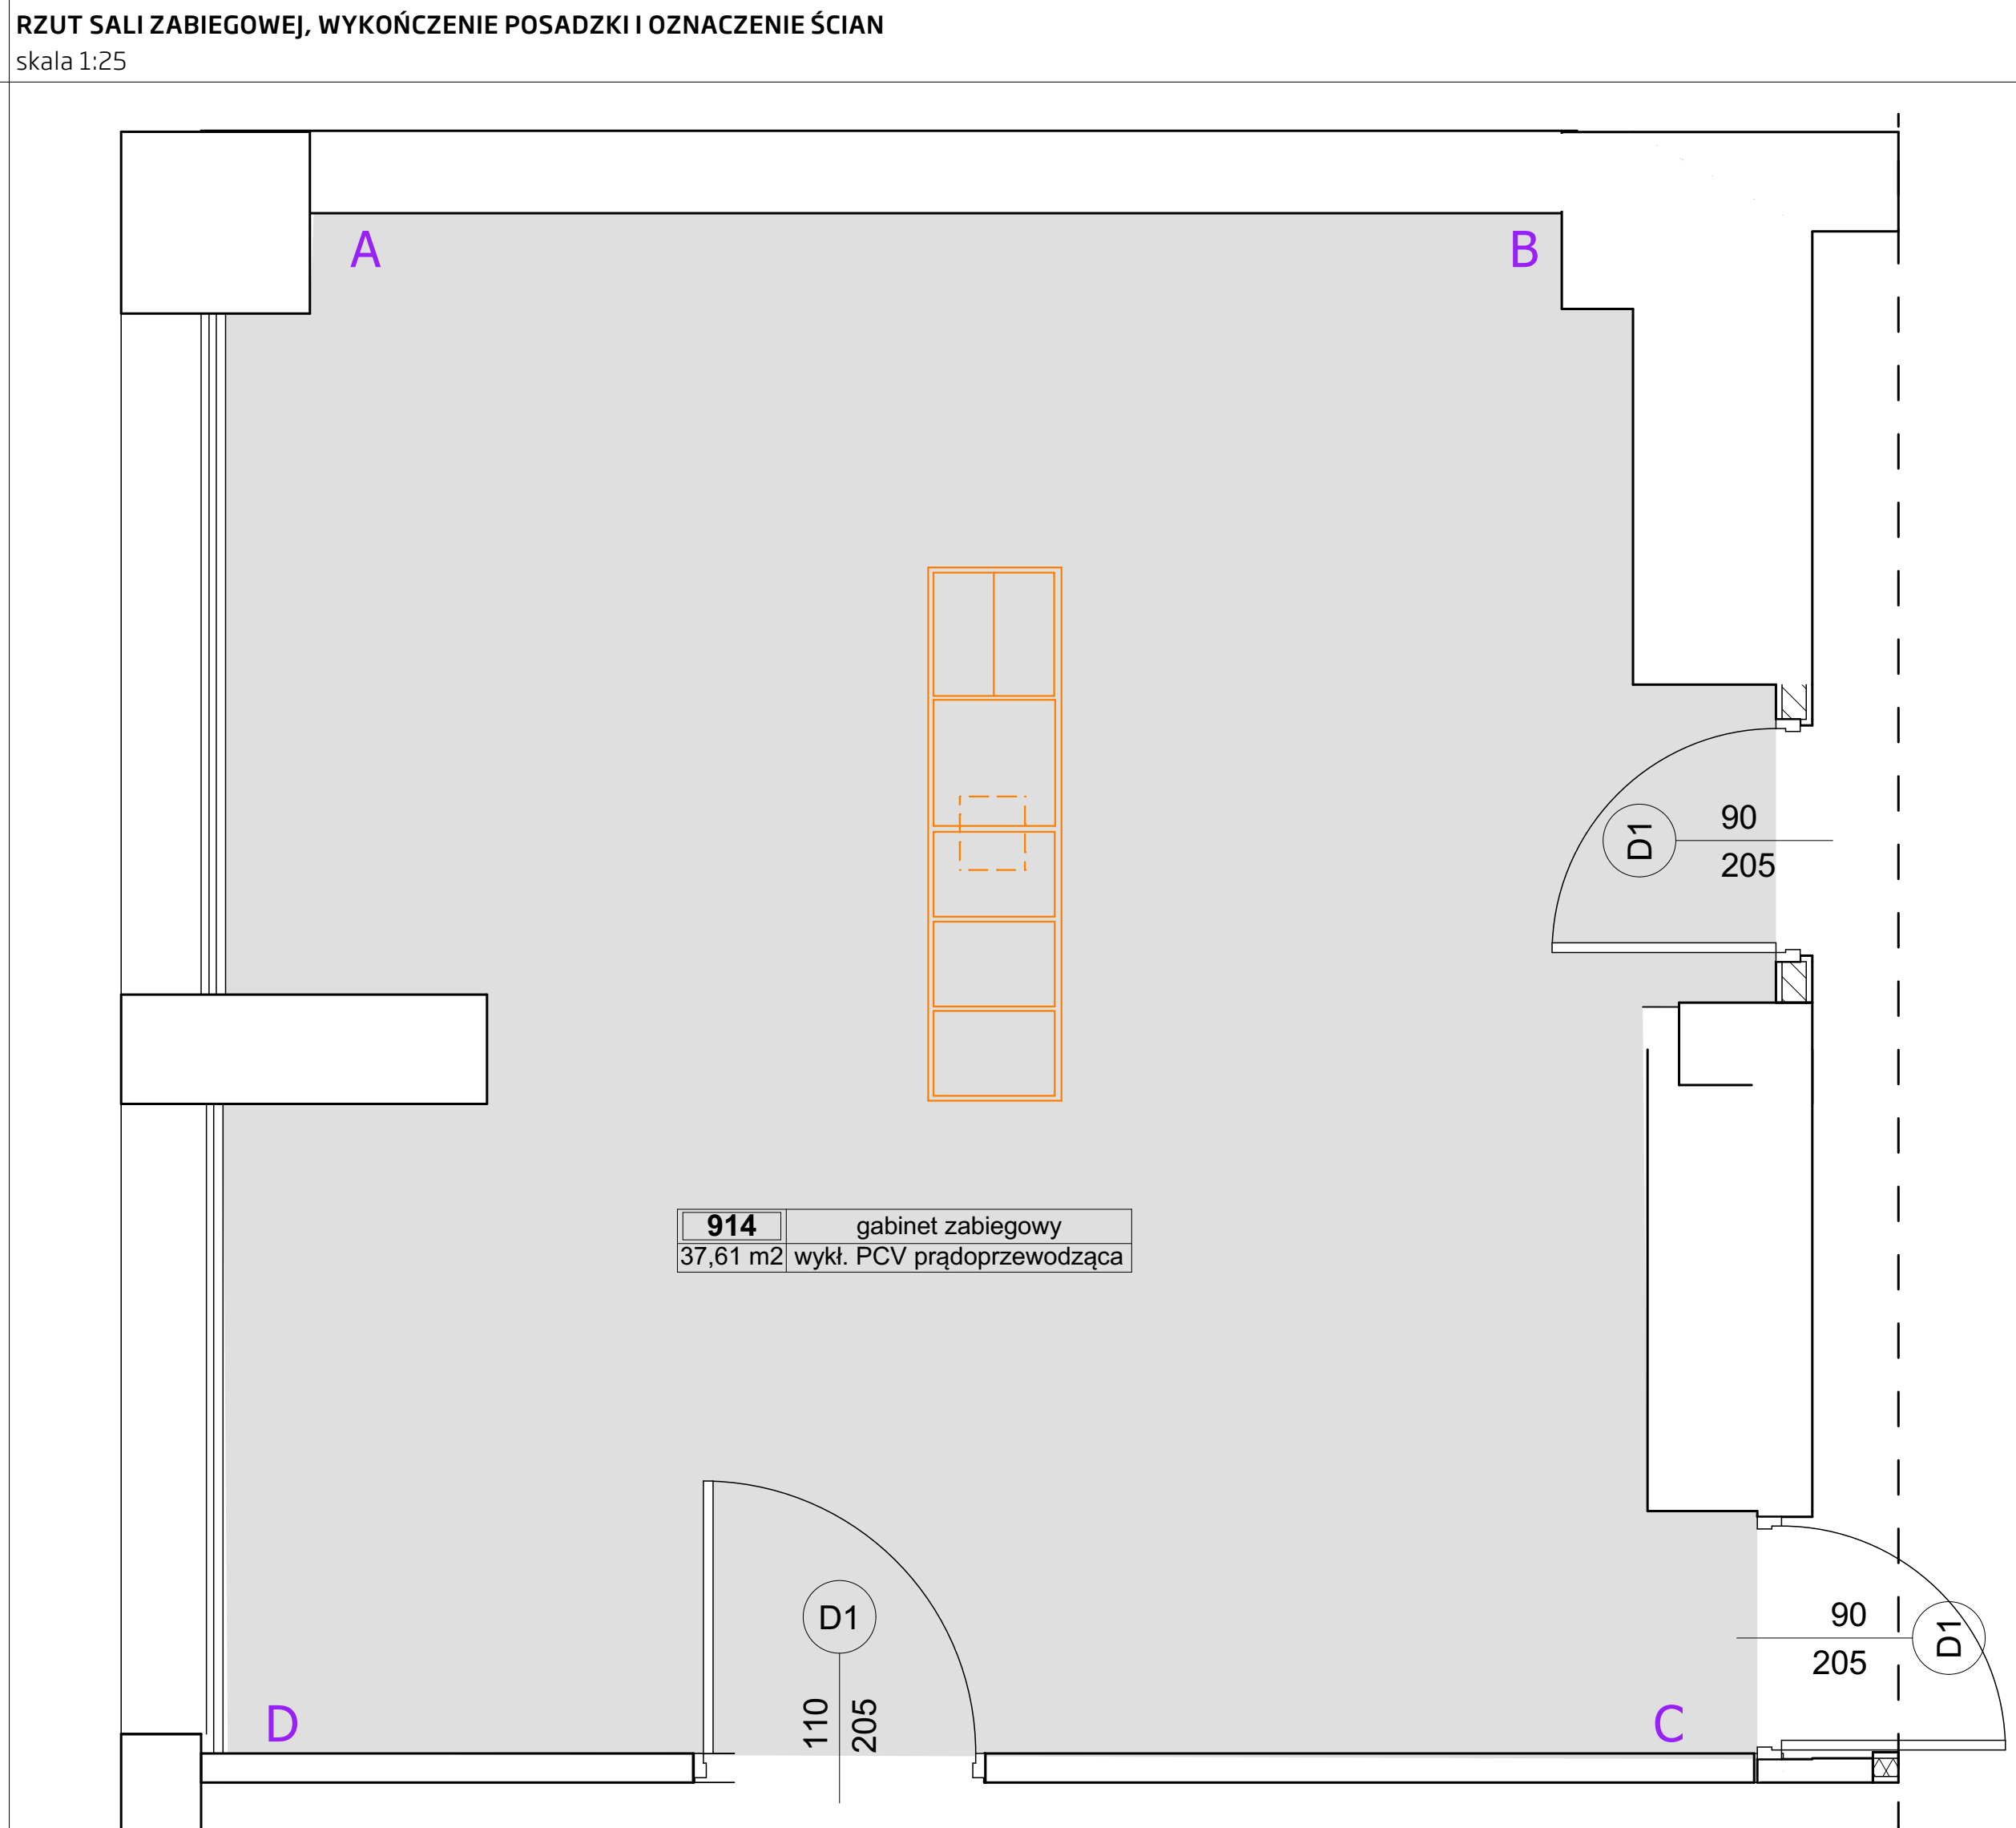 RZUT SALI ZABIEGOWEJ, WYKOŃCZENIE POSADZKI I OZNACZENIE ŚCIAN
skala 1:25
A
B
D1
90
205
914
gabinet zabiegowy
37,61 m2
wykł. PCV prądoprzewodząca
D1
110
205
90
205
D1
D
C